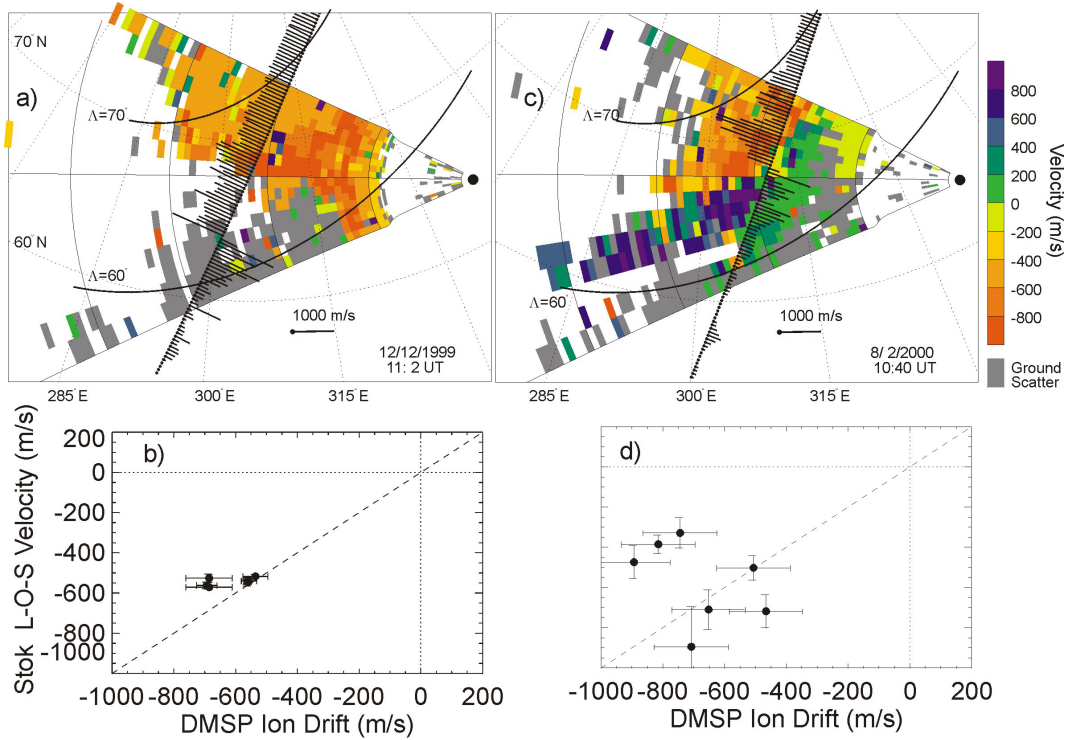 70° N
a)
Λ=70°
60° N
Λ=60°
1000 m/s
12/12/1999
11: 2 UT
285°E
300°E
315°E
c)
Λ=70°
Λ=60°
1000 m/s
8/ 2/2000
10:40 UT
285°E
300°E
315°E
800
600
400
200
0
-200
-400
-600
-800
Velocity (m/s)
Ground
Scatter
b)
Stok L-O-S Velocity (m/s)
200
0
-200
-400
-600
-800
-1000
-1000 -800 -600 -400 -200 0 200
DMSP Ion Drift (m/s)
d)
-1000 -800 -600 -400 -200 0 200
DMSP Ion Drift (m/s)